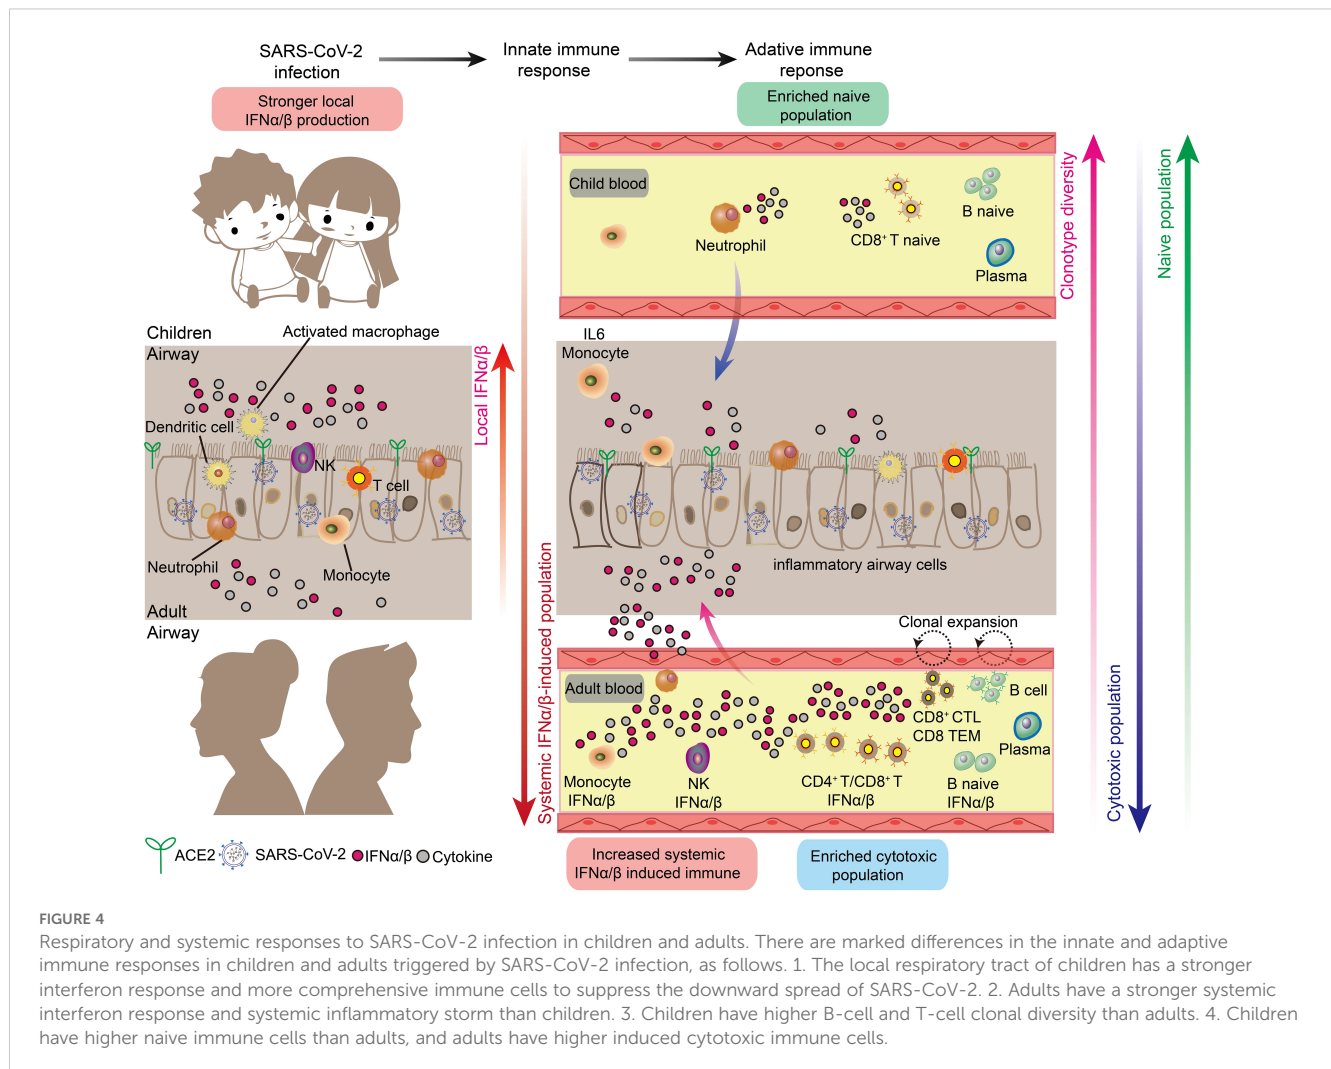 SARS-CoV-2
infection
Innate immune
response
Adative immune
reponse
Stronger local
IFNα/β production
Enriched naive
population
Child blood
Neutrophil
CD8⁺ T naive
B naive
Plasma
Clonotype diversity
Naive population
Children
Airway
Activated macrophage
Dendritic cell
NK
T cell
Neutrophil
Monocyte
Adult
Airway
Local IFNα/β
Systemic IFNα/β-induced population
IL6
Monocyte
inflammatory airway cells
Clonal expansion
Adult blood
Monocyte
IFNα/β
NK
IFNα/β
CD4⁺ T/CD8⁺ T
IFNα/β
CD8⁺ CTL
CD8 TEM
B cell
Plasma
B naive
IFNα/β
Cytotoxic population
ACE2
SARS-CoV-2
IFNα/β
Cytokine
Increased systemic
IFNα/β induced immune
Enriched cytotoxic
population
FIGURE 4
Respiratory and systemic responses to SARS-CoV-2 infection in children and adults. There are marked differences in the innate and adaptive
immune responses in children and adults triggered by SARS-CoV-2 infection, as follows. 1. The local respiratory tract of children has a stronger
interferon response and more comprehensive immune cells to suppress the downward spread of SARS-CoV-2. 2. Adults have a stronger systemic
interferon response and systemic inflammatory storm than children. 3. Children have higher B-cell and T-cell clonal diversity than adults. 4. Children
have higher naive immune cells than adults, and adults have higher induced cytotoxic immune cells.